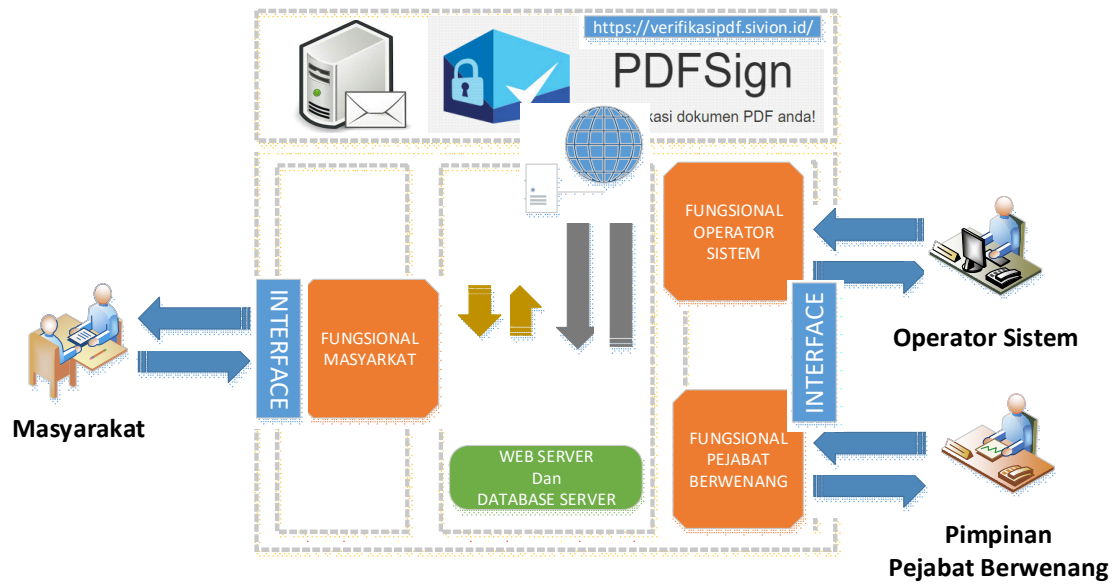 https://verifikasipdf.sivion.id/
PDFSign
kasi dokumen PDF anda!
FUNGSIONAL
OPERATOR
SISTEM
INTERFACE
FUNGSIONAL
MASYARKAT
INTERFACE
Operator Sistem
Masyarakat
WEB SERVER
Dan
DATABASE SERVER
FUNGSIONAL
PEJABAT
BERWENANG
Pimpinan
Pejabat Berwenang